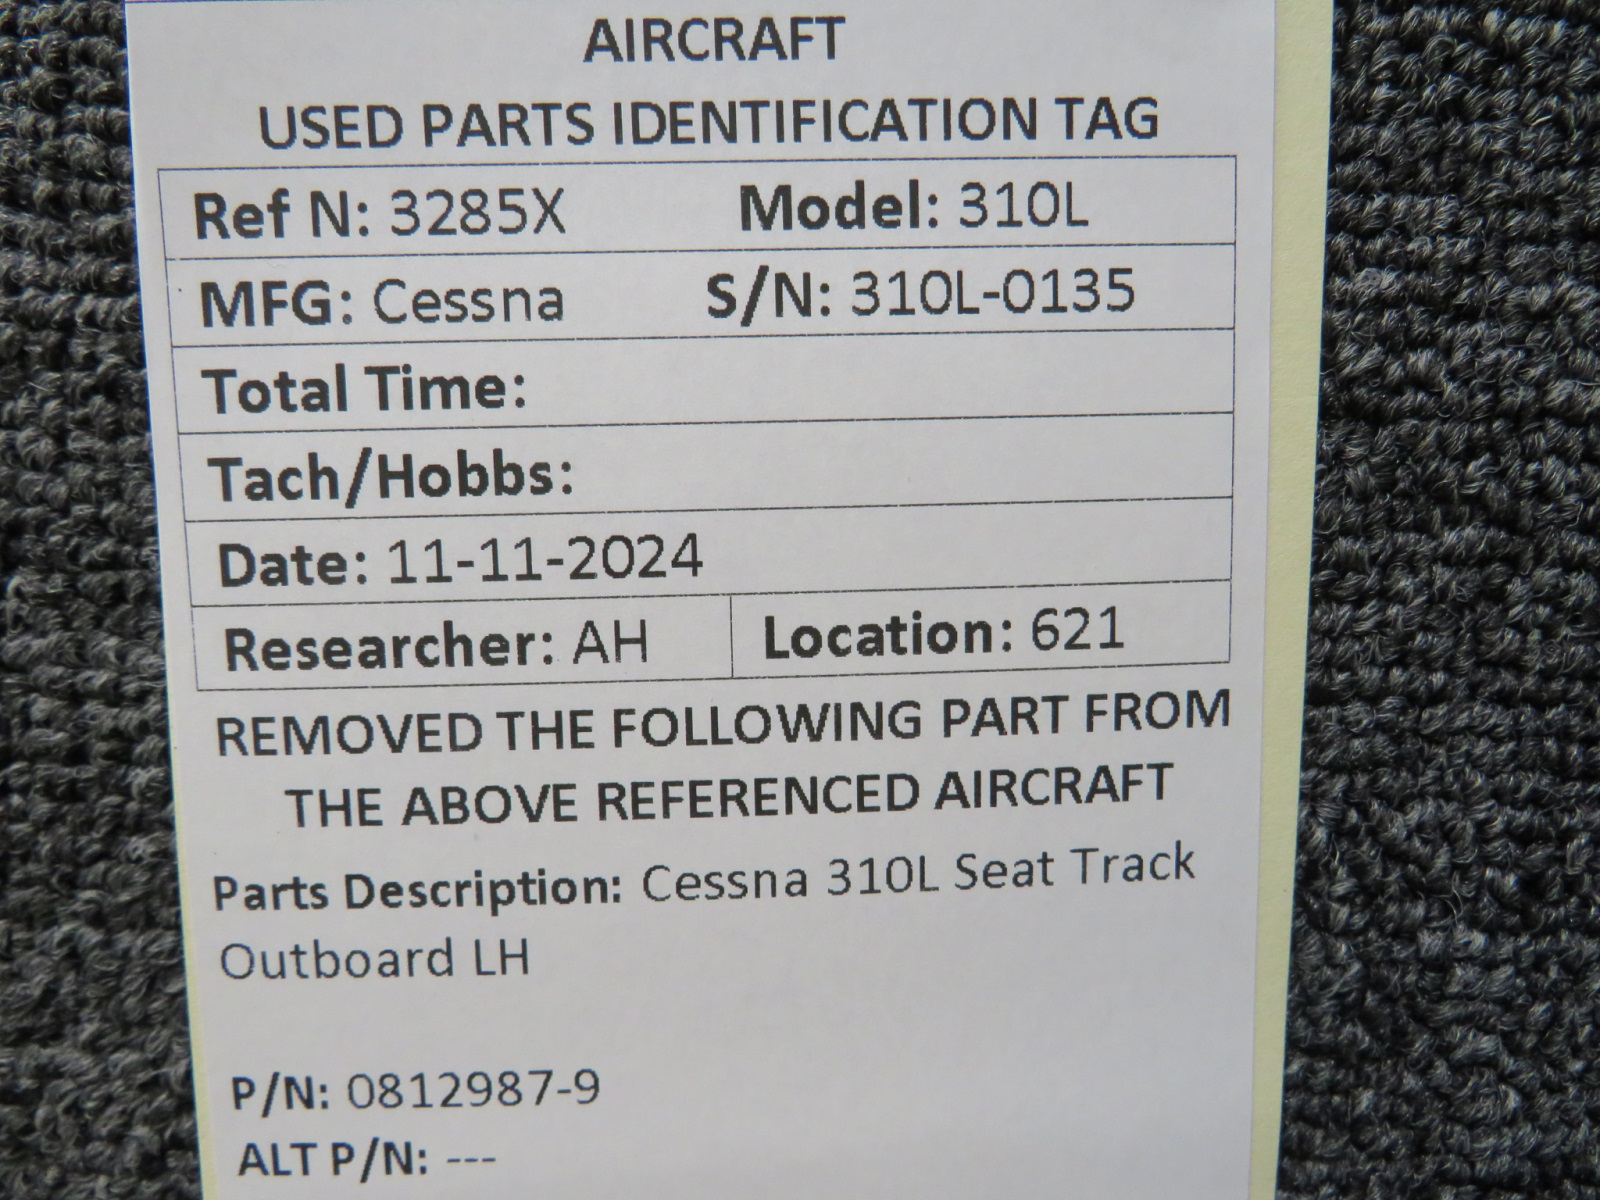 AIRCRAFT
USED PARTS IDENTIFICATION TAG
Ref N: 3285X Model: 310L
MFG: Cessna S/N: 310L-0135
Total Time:
Tach/Hobbs:
Date: 11-11-2024
Researcher: AH Location: 621
REMOVED THE FOLLOWING PART FROM
THE ABOVE REFERENCED AIRCRAFT
Parts Description: Cessna 310L Seat Track
Outboard LH
P/N: 0812987-9
ALT P/N: ---